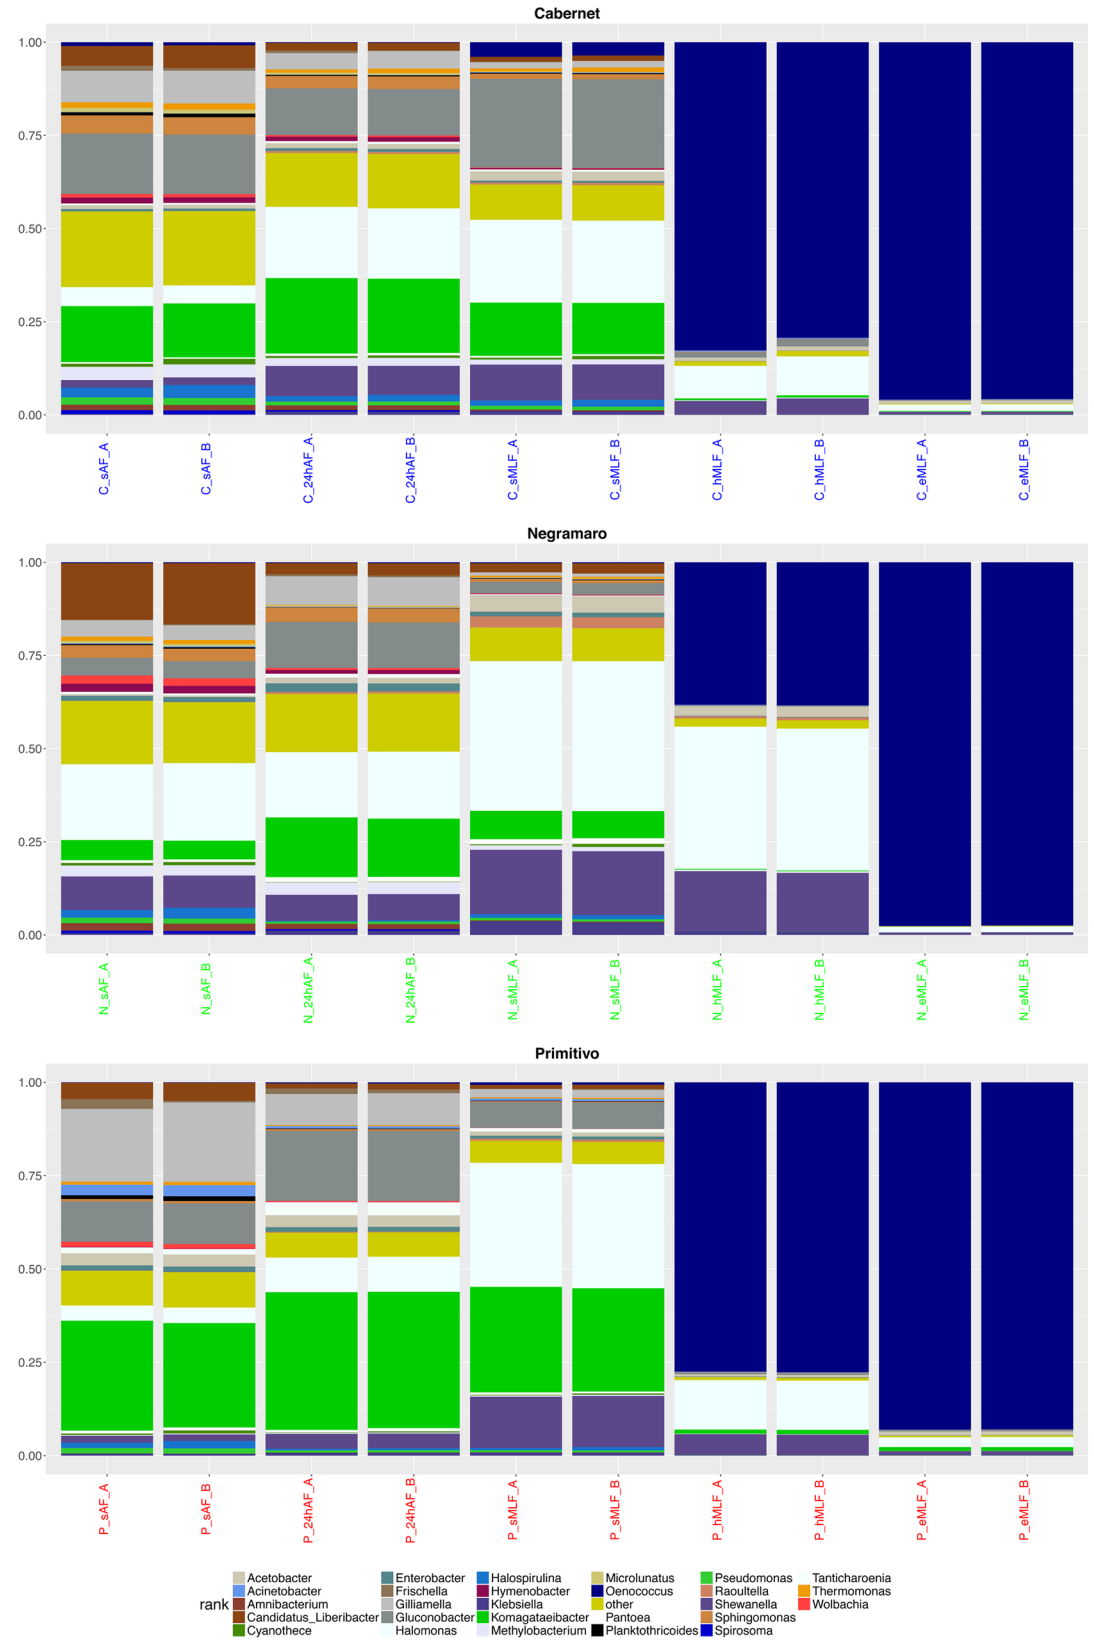 Cabernet
1.00
0.75
0.50
0.25
0.00
C_sAF_A C_sAF_B C_24hAF_A C_24hAF_B C_sMLF_A C_sMLF_B C_hMLF_A C_hMLF_B C_eMLF_A C_eMLF_B
Negramaro
1.00
0.75
0.50
0.25
0.00
N_sAF_A N_sAF_B N_24hAF_A N_24hAF_B N_sMLF_A N_sMLF_B N_hMLF_A N_hMLF_B N_eMLF_A N_eMLF_B
Primitivo
1.00
0.75
0.50
0.25
0.00
P_sAF_A P_sAF_B P_24hAF_A P_24hAF_B P_sMLF_A P_sMLF_B P_hMLF_A P_hMLF_B P_eMLF_A P_eMLF_B
Acetobacter Enterobacter Halospirulina Microlunatus Pseudomonas Tanticharoenia
Acinetobacter Frischella Hymenobacter Oenococcus Raoultella Thermomonas
rank Amnibacterium Gilliamella Klebsiella other Shewanella Wolbachia
Candidatus_Liberibacter Gluconobacter Komagataeibacter Pantoea Sphingomonas
Cyanothece Halomonas Methylobacterium Planktothricoides Spirosoma